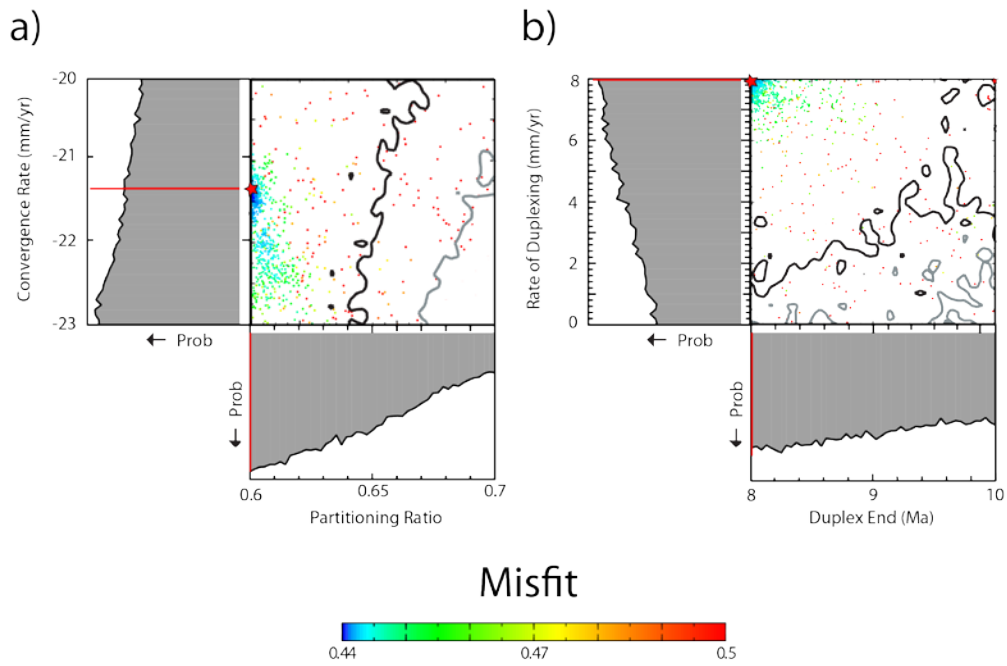 a)
Convergence Rate (mm/yr)
-20
-21
-22
-23
← Prob
← Prob
0.6 0.65 0.7
Partitioning Ratio
b)
Rate of Duplexing (mm/yr)
8
6
4
2
0
← Prob
← Prob
8 9 10
Duplex End (Ma)
Misfit
0.44 0.47 0.5